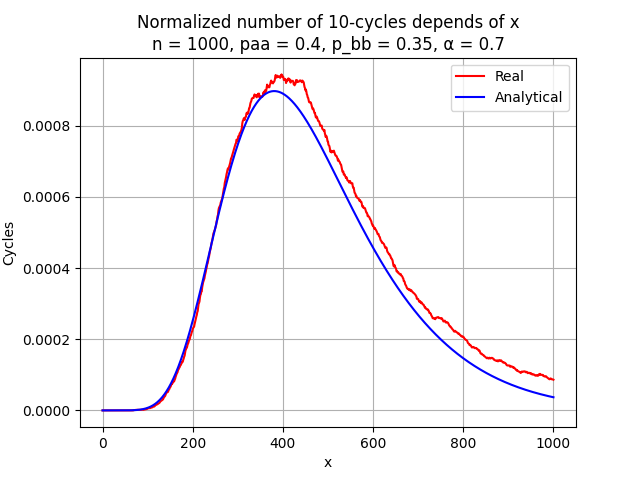 Normalized number of 10-cycles depends of x
n = 1000, paa = 0.4, p_bb = 0.35, α = 0.7
Real
Analytical
0.0008
0.0006
0.0004
0.0002
0.0000
Cycles
0 200 400 600 800 1000
x